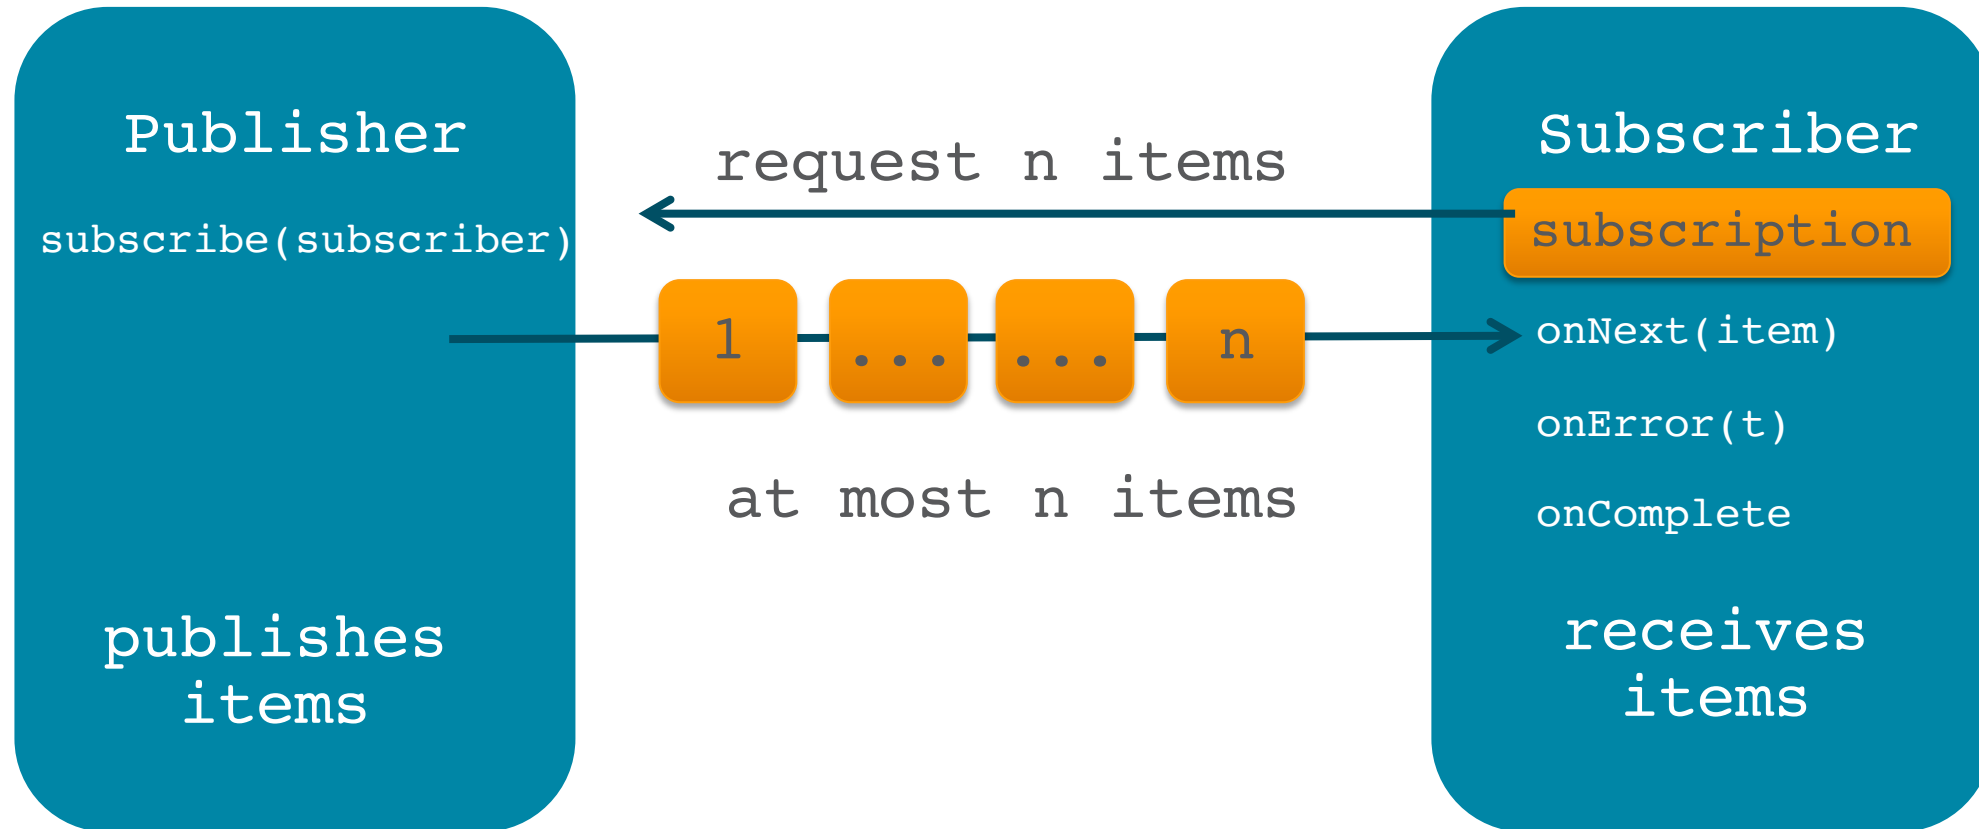 Publisher
subscribe(subscriber)
publishes
items
request n items
1
...
...
n
at most n items
Subscriber
subscription
onNext(item)
onError(t)
onComplete
receives
items